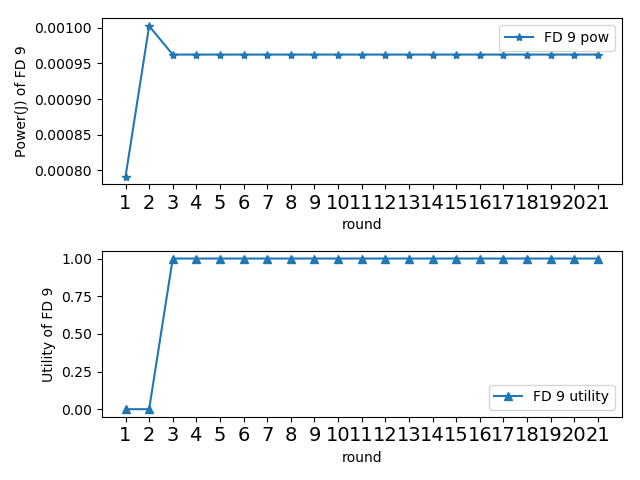 0.00100
0.00095
0.00090
0.00085
0.00080
Power(J) of FD 9
FD 9 pow
1 2 3 4 5 6 7 8 9 10 11 12 13 14 15 16 17 18 19 20 21
round
1.00
0.75
0.50
0.25
0.00
Utility of FD 9
FD 9 utility
1 2 3 4 5 6 7 8 9 10 11 12 13 14 15 16 17 18 19 20 21
round